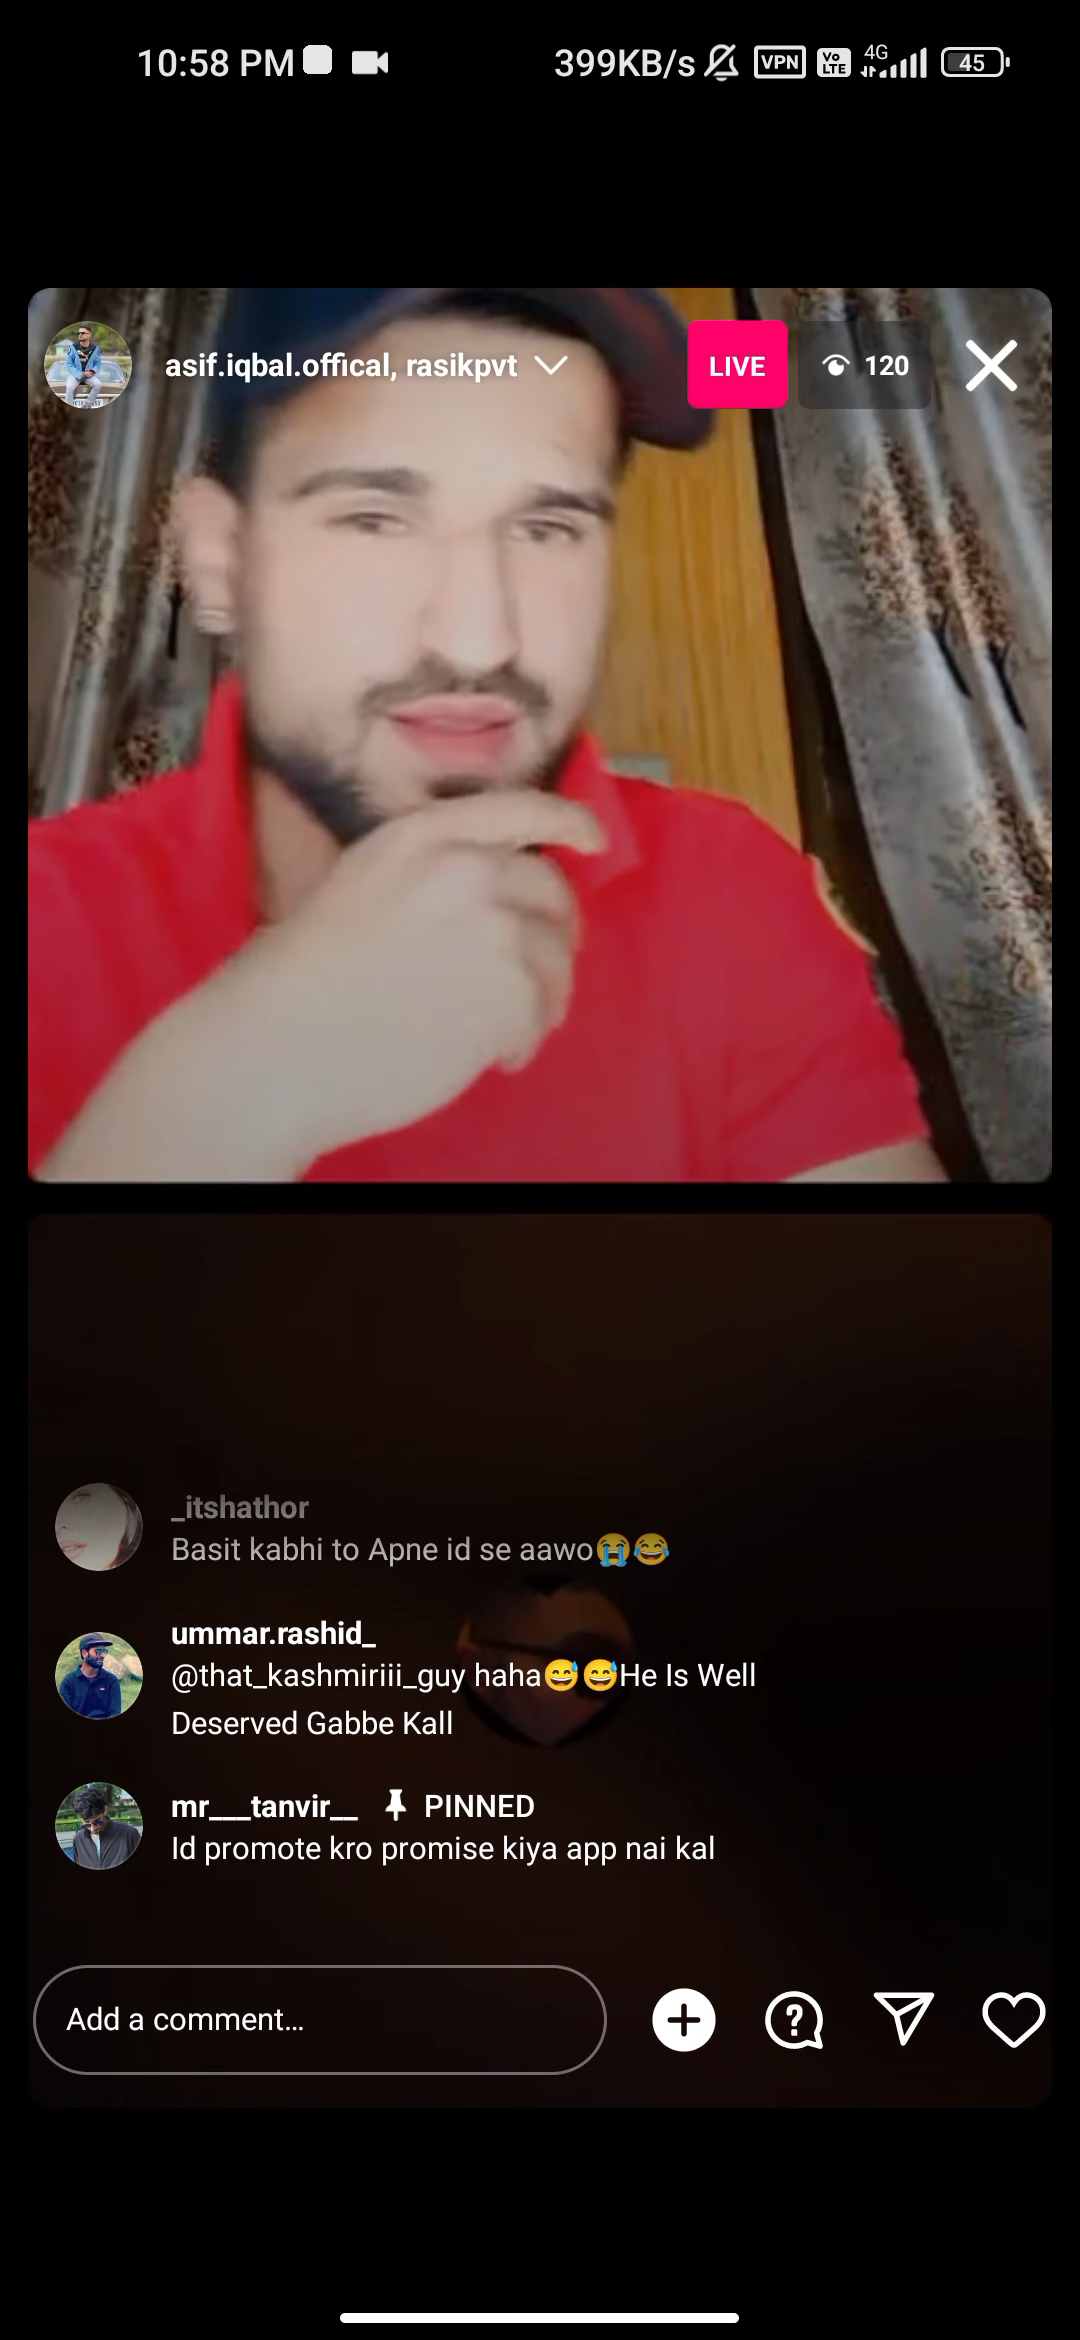 10:58 PM 399KB/s VPN Vo LTE 4G 45
asif.iqbal.offical, rasikpvt LIVE 120
_itshathor
Basit kabhi to Apne id se aawo😭😂
ummar.rashid_
@that_kashmiriii_guy haha😅😅He Is Well
Deserved Gabbe Kall
mr___tanvir__ PINNED
Id promote kro promise kiya app nai kal
Add a comment...